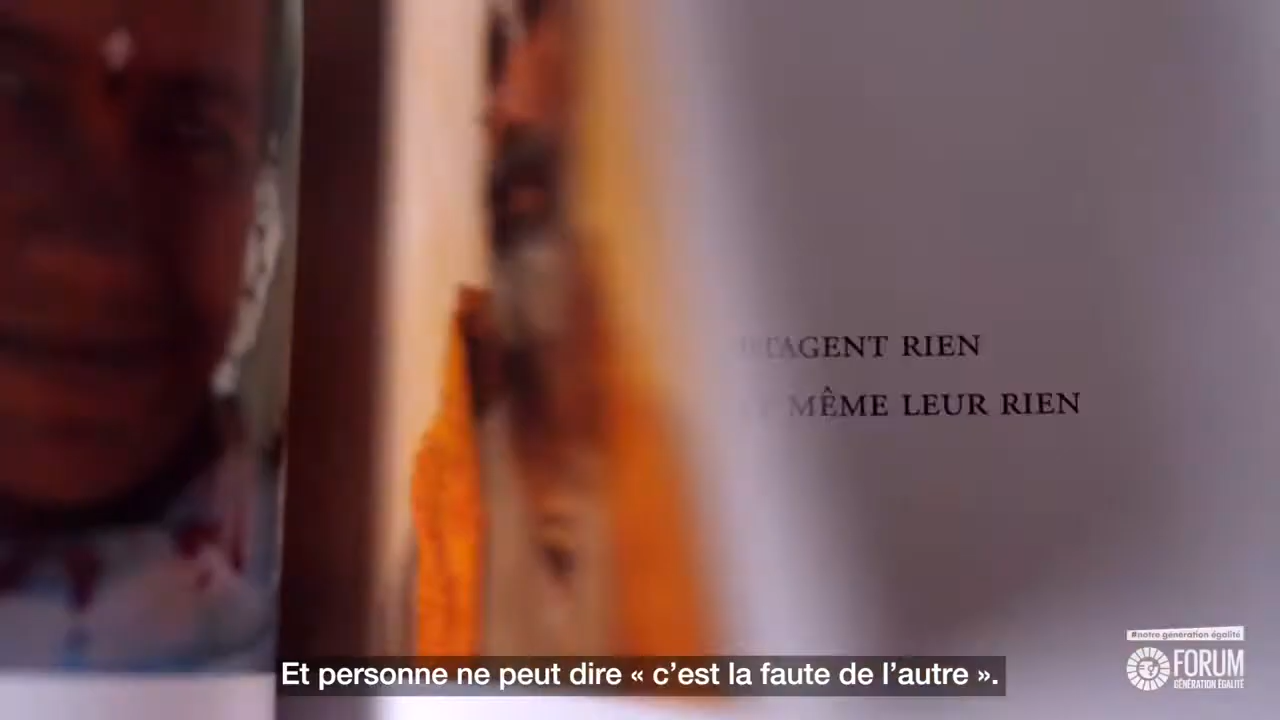 RIEN
MÊME LEUR RIEN
Et personne ne peut dire « c’est la faute de l’autre ».
#notre génération égalité
FORUM
GÉNÉRATION ÉGALITÉ